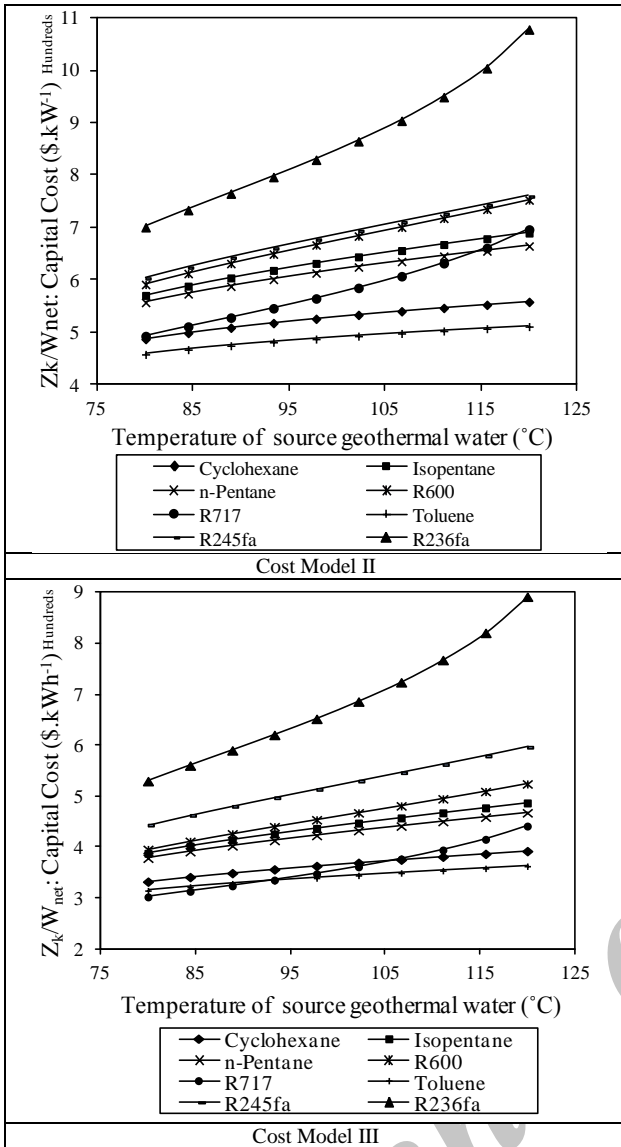 Zk/Wnet: Capital Cost ($.kW-1) Hundreds
11
10
9
8
7
6
5
4
75 85 95 105 115 125
Temperature of source geothermal water (˚C)
Cyclohexane Isopentane
n-Pentane R600
R717 Toluene
R245fa R236fa
Cost Model II
Zk/Wnet: Capital Cost ($.kWh-1) Hundreds
9
8
7
6
5
4
3
2
75 85 95 105 115 125
Temperature of source geothermal water (˚C)
Cyclohexane Isopentane
n-Pentane R600
R717 Toluene
R245fa R236fa
Cost Model III